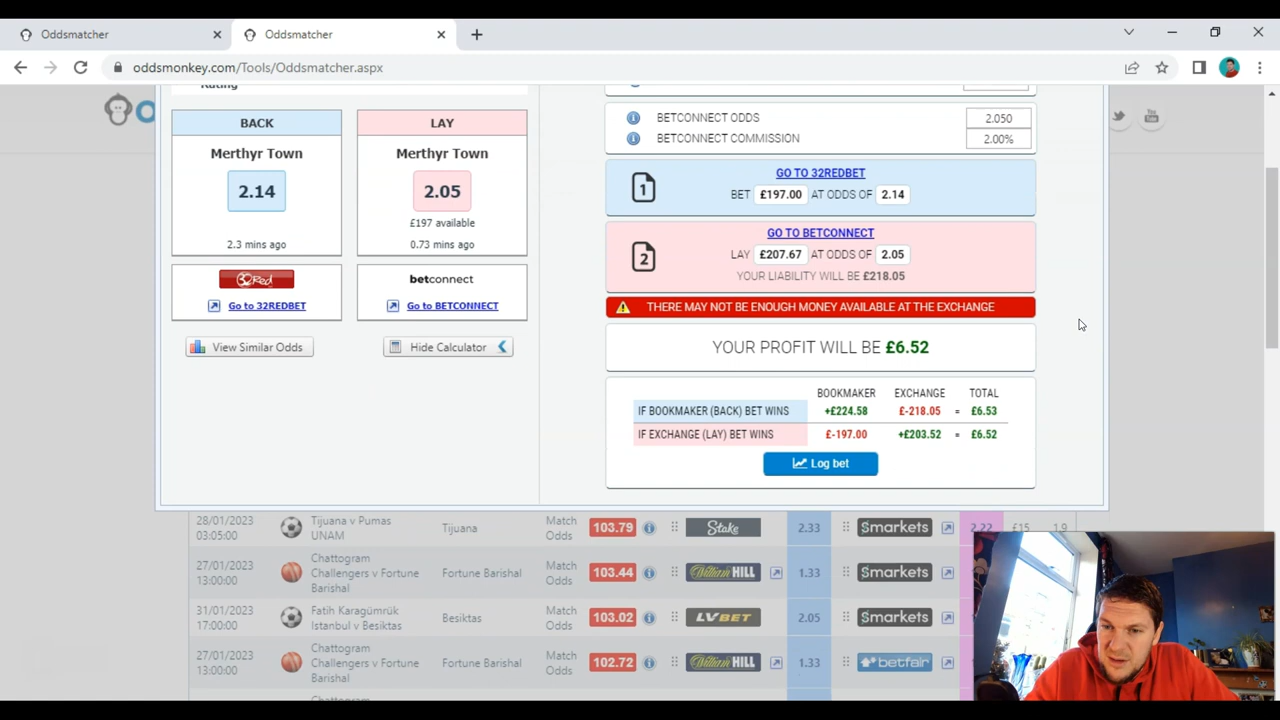 Oddsmatcher
Oddsmatcher
oddsmonkey.com/Tools/Oddsmatcher.aspx
Rating
BACK
LAY
Merthyr Town
Merthyr Town
2.14
2.05
£197 available
2.3 mins ago
0.73 mins ago
32Red
betconnect
Go to 32REDBET
Go to BETCONNECT
View Similar Odds
Hide Calculator
BETCONNECT ODDS 2.050
BETCONNECT COMMISSION 2.00%
1
GO TO 32REDBET
BET £197.00 AT ODDS OF 2.14
2
GO TO BETCONNECT
LAY £207.67 AT ODDS OF 2.05
YOUR LIABILITY WILL BE £218.05
THERE MAY NOT BE ENOUGH MONEY AVAILABLE AT THE EXCHANGE
YOUR PROFIT WILL BE £6.52
BOOKMAKER EXCHANGE TOTAL
IF BOOKMAKER (BACK) BET WINS +£224.58 £-218.05 = £6.53
IF EXCHANGE (LAY) BET WINS £-197.00 +£203.52 = £6.52
Log bet
28/01/2023 03:05:00 Tijuana v Pumas UNAM Tijuana Match Odds 103.79 Stake 2.33 smarkets 2.22 £15 1.9
27/01/2023 13:00:00 Chattogram Challengers v Fortune Barishal Fortune Barishal Match Odds 103.44 William HILL 1.33 smarkets
31/01/2023 17:00:00 Fatih Karagümrük Istanbul v Besiktas Besiktas Match Odds 103.02 LVBET 2.05 smarkets
27/01/2023 13:00:00 Chattogram Challengers v Fortune Barishal Fortune Barishal Match Odds 102.72 William HILL 1.33 betfair